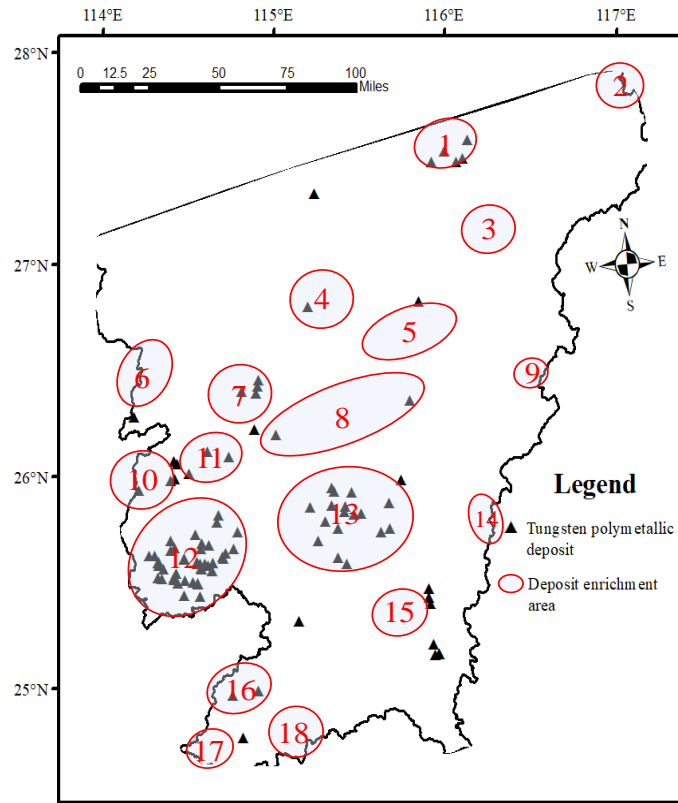 114°E 115°E 116°E 117°E
28°N
0 12.5 25 50 75 100
Miles
2
1
3
N
W E
S
27°N
4
5
6
9
7
8
11
26°N
10
Legend
13
14
Tungsten polymetallic
deposit
12
Deposit enrichment
area
15
25°N
16
18
17